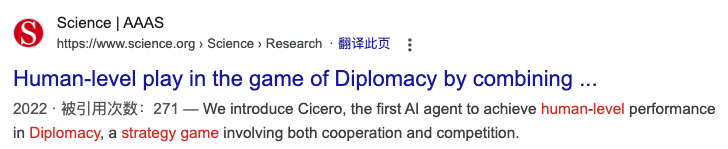 S
Science | AAAS
https://www.science.org › Science › Research · 翻译此页
Human-level play in the game of Diplomacy by combining ...
2022 · 被引用次数：271 — We introduce Cicero, the first AI agent to achieve human-level performance
in Diplomacy, a strategy game involving both cooperation and competition.